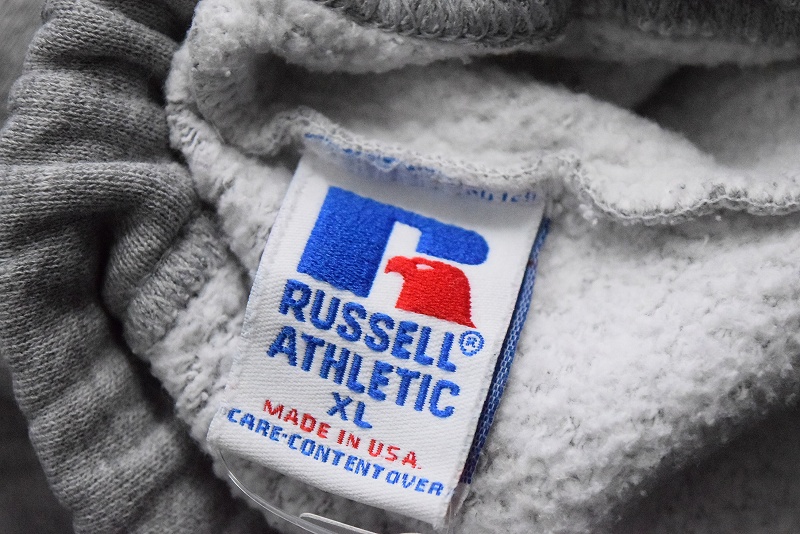 RUSSELL®
ATHLETIC
XL
MADE IN U.S.A.
CARE·CONTENT OVER